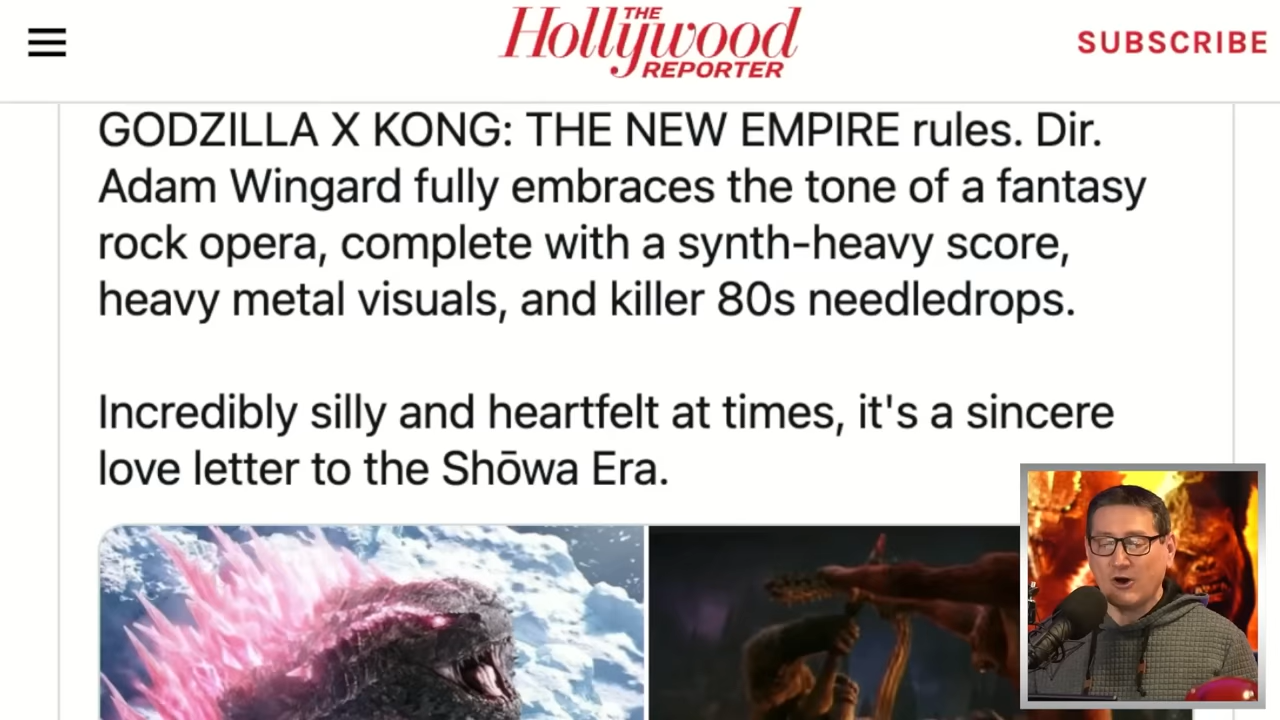 THE
Hollywood
REPORTER
SUBSCRIBE
GODZILLA X KONG: THE NEW EMPIRE rules. Dir.
Adam Wingard fully embraces the tone of a fantasy
rock opera, complete with a synth-heavy score,
heavy metal visuals, and killer 80s needledrops.
Incredibly silly and heartfelt at times, it's a sincere
love letter to the Shōwa Era.